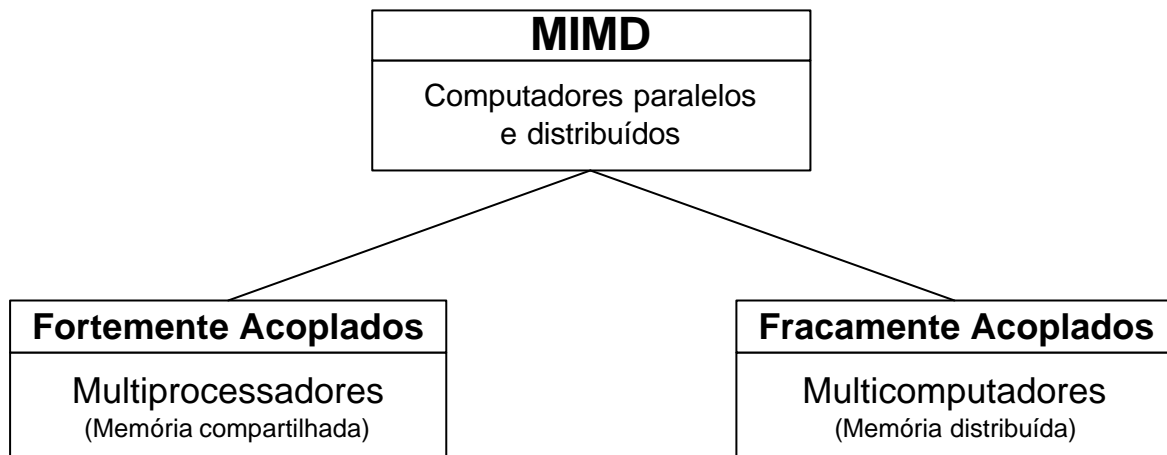 MIMD
Computadores paralelos
e distribuídos
Fortemente Acoplados
Multiprocessadores
(Memória compartilhada)
Fracamente Acoplados
Multicomputadores
(Memória distribuída)